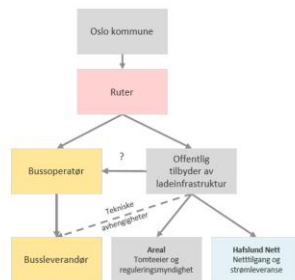 Oslo kommune
Ruter
Bussoperatør
?
Offentlig
tilbyder av
ladeinfrastruktur
Tekniske
avhengigheter
Bussleverandør
Areal
Tomteeier og
reguleringsmyndighet
Hafslund Nett
Netttilgang og
strømleveranse